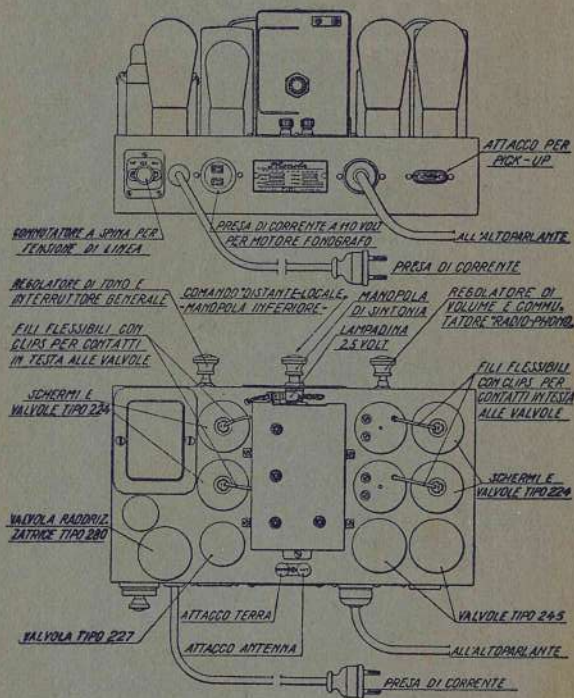 ATTACCO PER
PICK-UP
COMMUTATORE A SPINA PER
TENSIONE DI LINEA
PRESA DI CORRENTE A 110 VOLT
PER MOTORE FONOGRAFO
ALL'ALTOPARLANTE
PRESA DI CORRENTE
REGOLATORE DI TONO E
INTERRUTTORE GENERALE
-COMANDO "DISTANTE-LOCALE"
-MANOPOLA INFERIORE-
MANOPOLA
DI SINTONIA
LAMPADINA
2.5 VOLT
REGOLATORE DI
VOLUME E COMMU-
TATORE "RADIO-PHONO"
FILI FLESSIBILI CON
CLIPS PER CONTATTI
IN TESTA ALLE VALVOLE
FILI FLESSIBILI
CON CLIPS PER
CONTATTI IN TESTA
ALLE VALVOLE
SCHERMI E
VALVOLE TIPO 224
SCHERMI E
VALVOLE TIPO 224
VALVOLA RADDRIZ-
ZATRICE TIPO 280
VALVOLA TIPO 227
ATTACCO TERRA
ATTACCO ANTENNA
VALVOLE TIPO 245
ALL'ALTOPARLANTE
PRESA DI CORRENTE